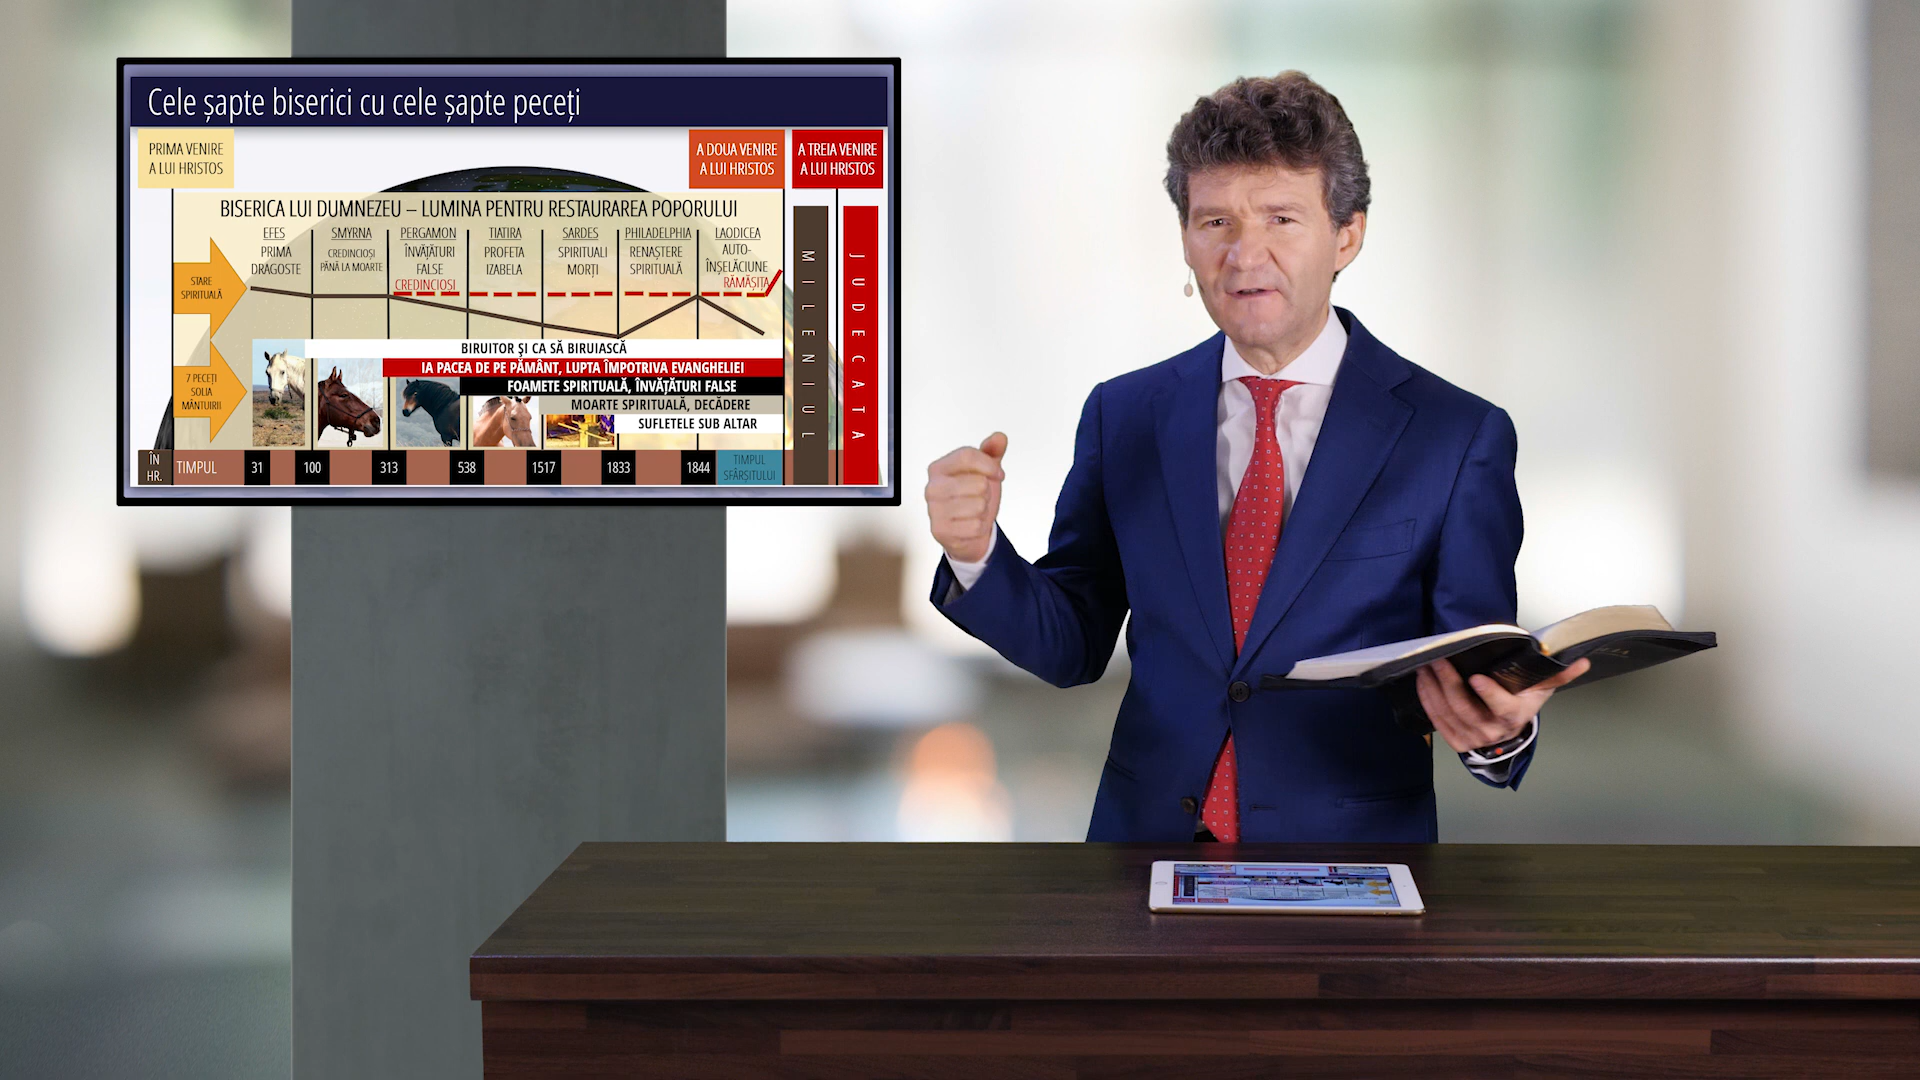 Cele șapte biserici cu cele șapte peceți
PRIMA VENIRE
A LUI HRISTOS
A DOUA VENIRE
A LUI HRISTOS
A TREIA VENIRE
A LUI HRISTOS
BISERICA LUI DUMNEZEU – LUMINA PENTRU RESTAURAREA POPORULUI
EFES
PRIMA
DRAGOSTE
SMYRNA
CREDINCIOȘI
PÂNĂ LA MOARTE
PERGAMON
ÎNVĂȚĂTURI
FALSE
CREDINCIOȘI
TIATIRA
PROFETA
IZABELA
SARDES
SPIRITUALI
MORȚI
PHILADELPHIA
RENAȘTERE
SPIRITUALĂ
LAODICEA
AUTO-
ÎNȘELĂCIUNE
RĂMĂȘIȚA
STARE
SPIRITUALĂ
7 PECEȚI
SOLIA
MÂNTUIRII
BIRUITOR ȘI CA SĂ BIRUIASCĂ
IA PACEA DE PE PĂMÂNT, LUPTA ÎMPOTRIVA EVANGHELIEI
FOAMETE SPIRITUALĂ, ÎNVĂȚĂTURI FALSE
MOARTE SPIRITUALĂ, DECĂDERE
SUFLETELE SUB ALTAR
MILENIUL
JUDECATA
ÎN
HR.
TIMPUL
31
100
313
538
1517
1833
1844
TIMPUL
SFÂRȘITULUI